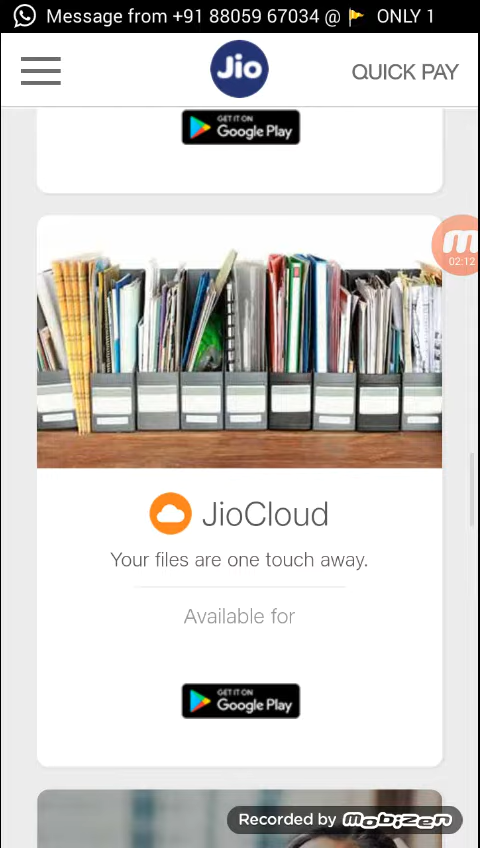 Message from +91 88059 67034 @ ONLY 1
Jio
QUICK PAY
GET IT ON
Google Play
02:12
JioCloud
Your files are one touch away.
Available for
GET IT ON
Google Play
Recorded by Mobizen